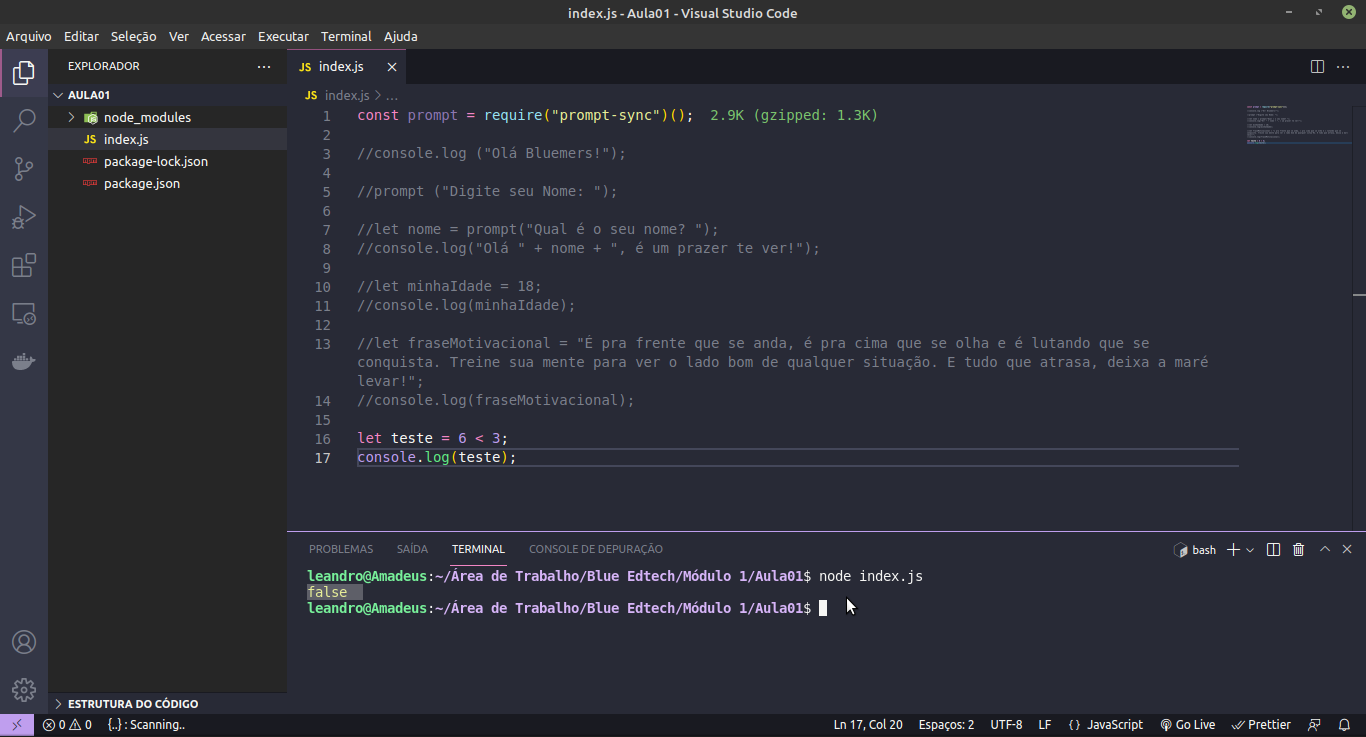 index.js - Aula01 - Visual Studio Code
Arquivo Editar Seleção Ver Acessar Executar Terminal Ajuda
EXPLORADOR
AULA01
node_modules
JS index.js
package-lock.json
package.json
ESTRUTURA DO CÓDIGO
JS index.js
JS index.js > ...
1 const prompt = require("prompt-sync")(); 2.9K (gzipped: 1.3K)
2
3 //console.log ("Olá Bluemers!");
4
5 //prompt ("Digite seu Nome: ");
6
7 //let nome = prompt("Qual é o seu nome? ");
8 //console.log("Olá " + nome + ", é um prazer te ver!");
9
10 //let minhaIdade = 18;
11 //console.log(minhaIdade);
12
13 //let fraseMotivacional = "É pra frente que se anda, é pra cima que se olha e é lutando que se
conquista. Treine sua mente para ver o lado bom de qualquer situação. E tudo que atrasa, deixa a maré
levar!";
14 //console.log(fraseMotivacional);
15
16 let teste = 6 < 3;
17 console.log(teste);
PROBLEMAS SAÍDA TERMINAL CONSOLE DE DEPURAÇÃO
bash
leandro@Amadeus:~/Área de Trabalho/Blue Edtech/Módulo 1/Aula01$ node index.js
false
leandro@Amadeus:~/Área de Trabalho/Blue Edtech/Módulo 1/Aula01$
0 0 {..} : Scanning.. Ln 17, Col 20 Espaços: 2 UTF-8 LF {} JavaScript Go Live Prettier